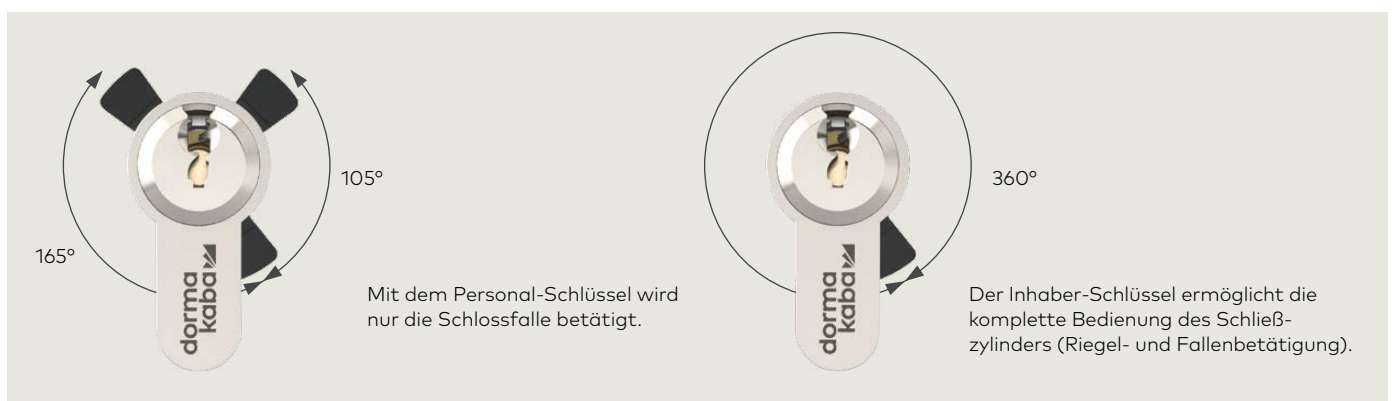 105°
165°
dorma
kaba
Mit dem Personal-Schlüssel wird
nur die Schlossfalle betätigt.
360°
dorma
kaba
Der Inhaber-Schlüssel ermöglicht die
komplette Bedienung des Schließ-
zylinders (Riegel- und Fallenbetätigung).